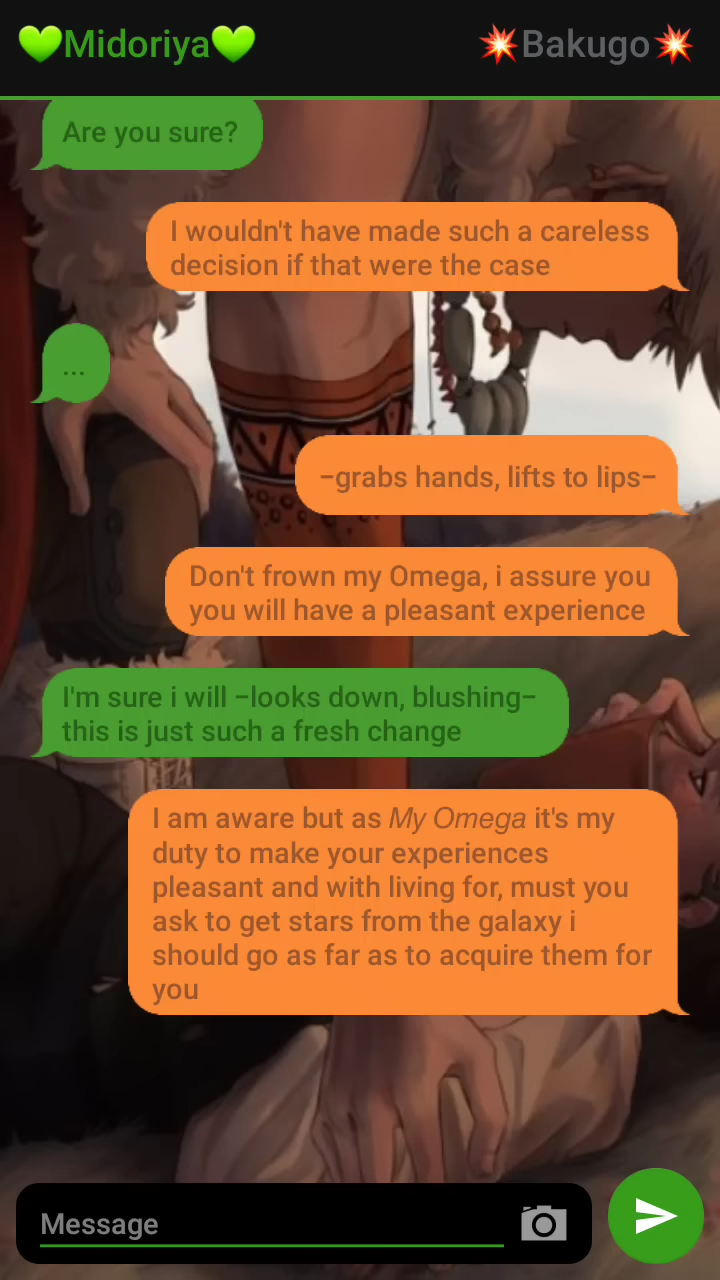 💚Midoriya💚 💥Bakugo💥
Are you sure?
I wouldn't have made such a careless
decision if that were the case
...
–grabs hands, lifts to lips–
Don't frown my Omega, i assure you
you will have a pleasant experience
I'm sure i will –looks down, blushing–
this is just such a fresh change
I am aware but as My Omega it's my
duty to make your experiences
pleasant and with living for, must you
ask to get stars from the galaxy i
should go as far as to acquire them for
you
Message